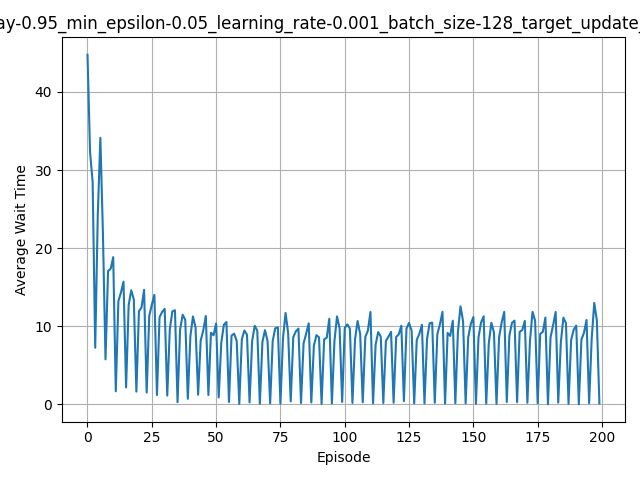 ay-0.95_min_epsilon-0.05_learning_rate-0.001_batch_size-128_target_update_
Average Wait Time
40
30
20
10
0
0 25 50 75 100 125 150 175 200
Episode